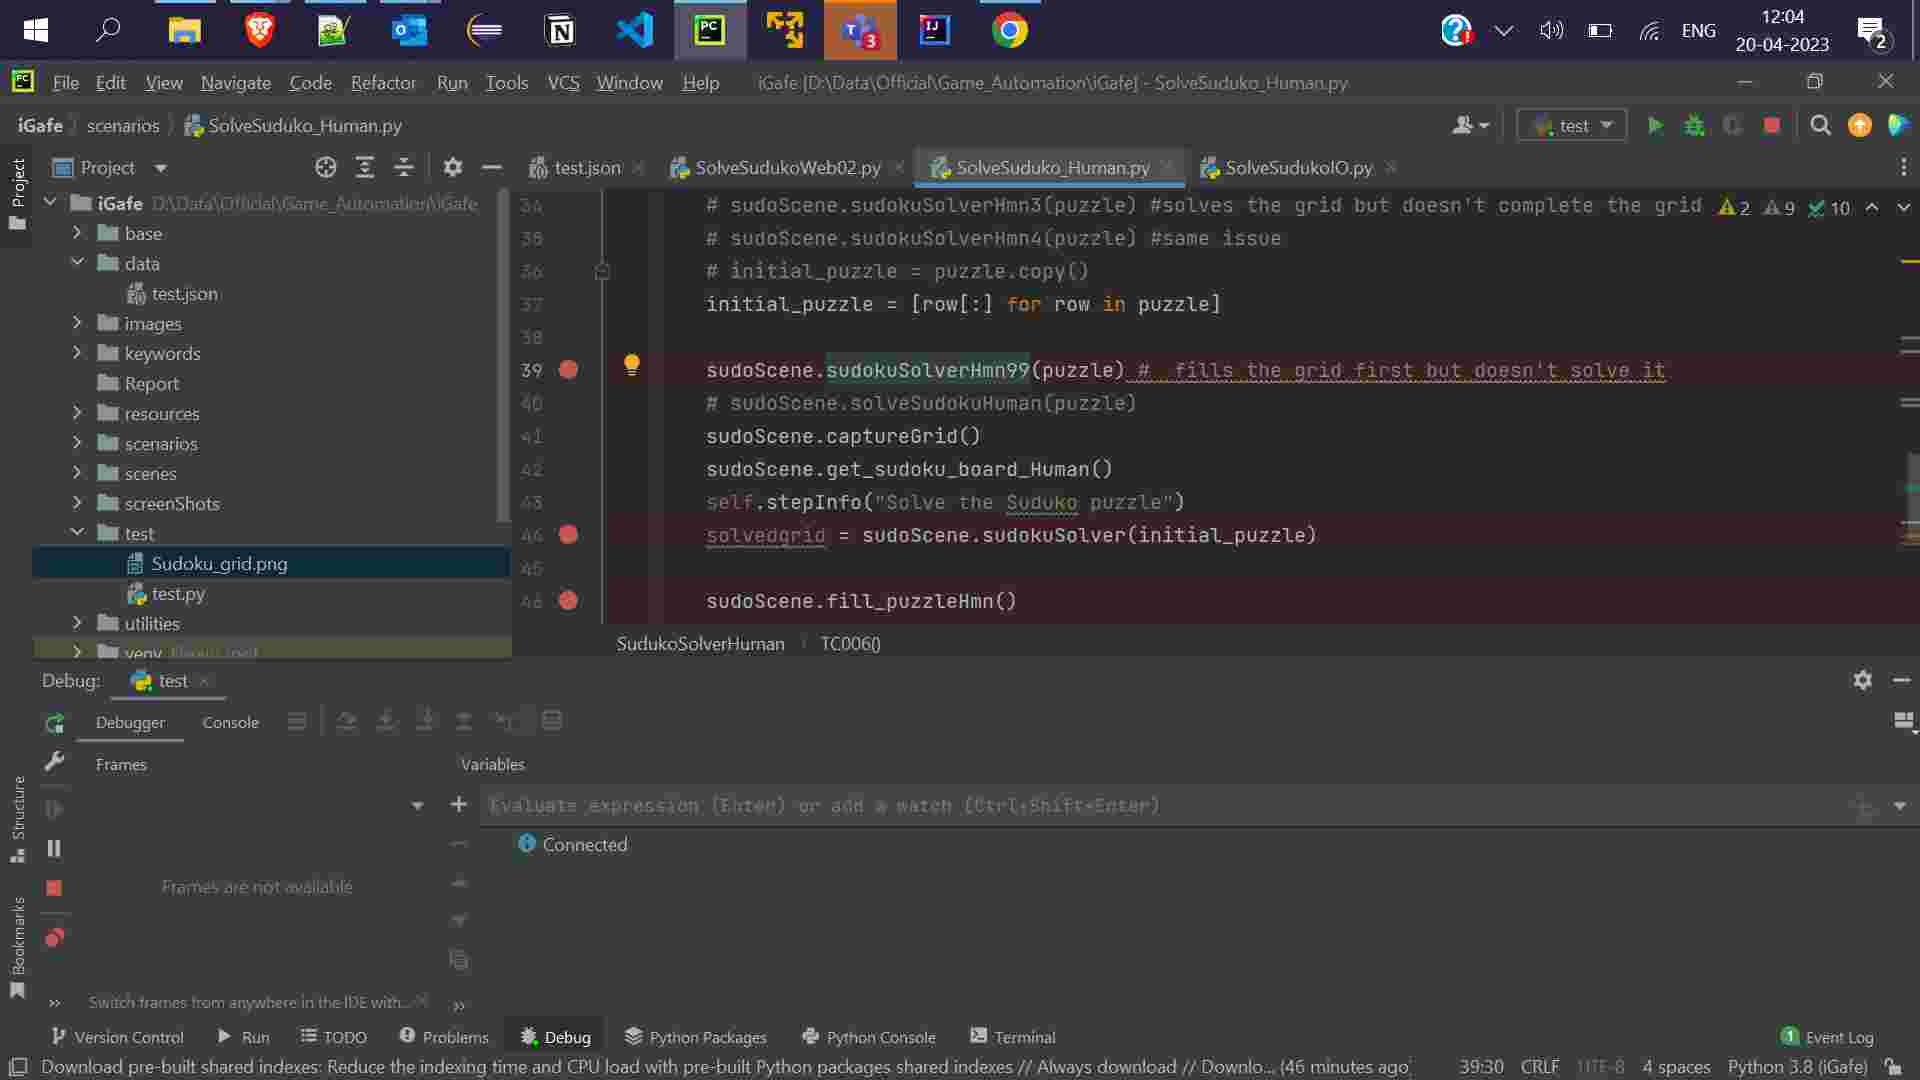 3
ENG
12:04
20-04-2023
2
File Edit View Navigate Code Refactor Run Tools VCS Window Help iGafe [D:\Data\Official\Game_Automation\iGafe] - SolveSuduko_Human.py
iGafe scenarios SolveSuduko_Human.py
test
Project
Project
test.json SolveSudukoWeb02.py SolveSuduko_Human.py SolveSudukoIO.py
iGafe D:\Data\Official\Game_Automation\iGafe
base
data
test.json
images
keywords
Report
resources
scenarios
scenes
screenShots
test
Sudoku_grid.png
test.py
utilities
venv
34 # sudoScene.sudokuSolverHmn3(puzzle) #solves the grid but doesn't complete the grid
2 9 10
35 # sudoScene.sudokuSolverHmn4(puzzle) #same issue
36 # initial_puzzle = puzzle.copy()
37 initial_puzzle = [row[:] for row in puzzle]
38
39 sudoScene.sudokuSolverHmn99(puzzle) # fills the grid first but doesn't solve it
40 # sudoScene.solveSudokuHuman(puzzle)
41 sudoScene.captureGrid()
42 sudoScene.get_sudoku_board_Human()
43 self.stepInfo("Solve the Suduko puzzle")
44 solvedgrid = sudoScene.sudokuSolver(initial_puzzle)
45
46 sudoScene.fill_puzzleHmn()
SudukoSolverHuman TC006()
Debug: test
Debugger Console
Frames
Variables
Evaluate expression (Enter) or add a watch (Ctrl+Shift+Enter)
Connected
Frames are not available
Structure
Bookmarks
Switch frames from anywhere in the IDE with...
Version Control Run TODO Problems Debug Python Packages Python Console Terminal
1 Event Log
Download pre-built shared indexes: Reduce the indexing time and CPU load with pre-built Python packages shared indexes // Always download // Downlo... (46 minutes ago)
39:30 CRLF UTF-8 4 spaces Python 3.8 (iGafe)